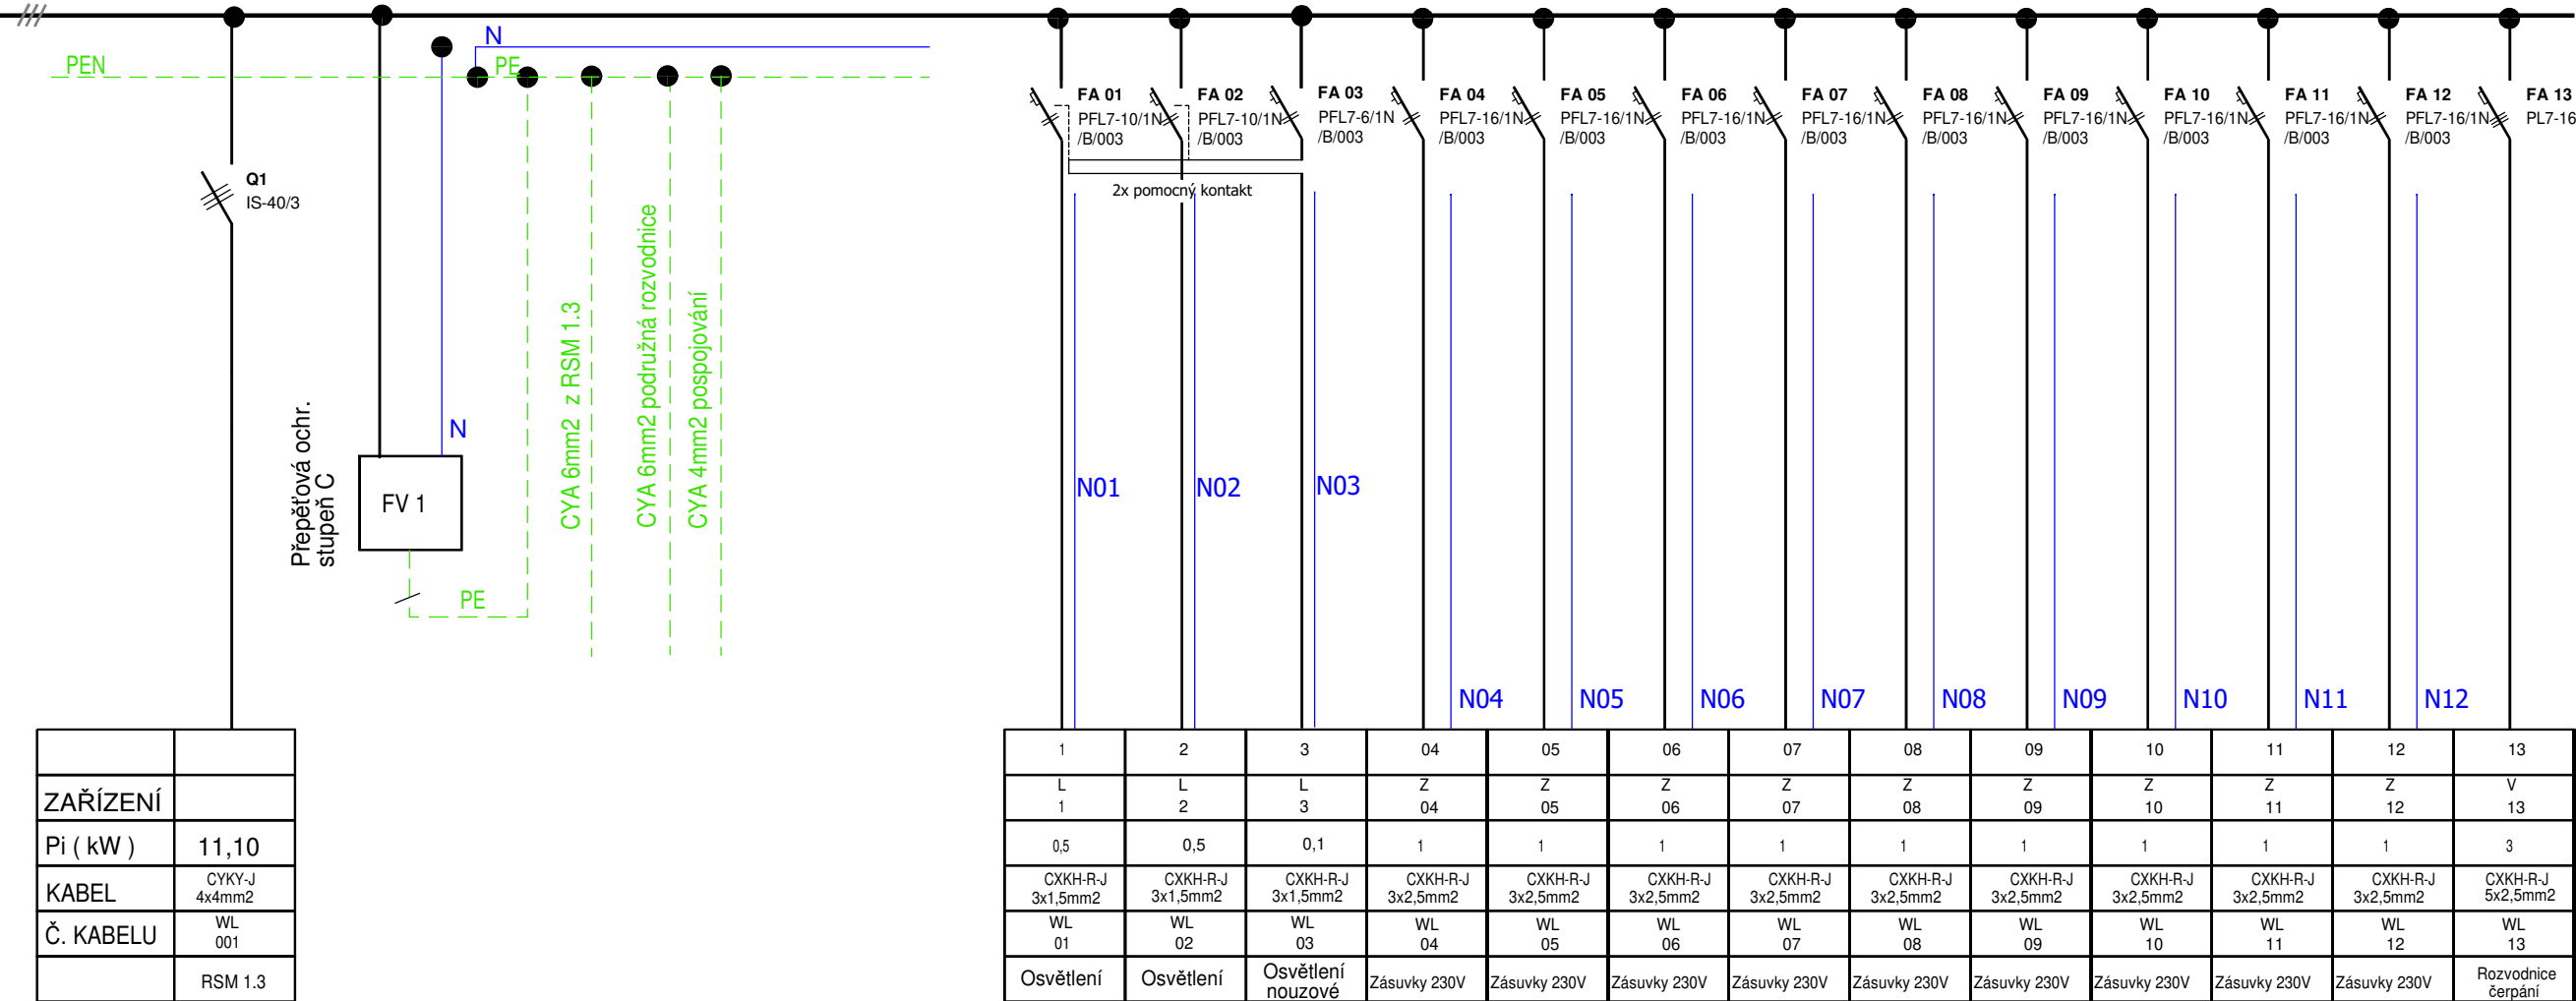 N
PEN
PE
FA 01
PFL7-10/1N
/B/003
FA 02
PFL7-10/1N
/B/003
FA 03
PFL7-6/1N
/B/003
FA 04
PFL7-16/1N
/B/003
FA 05
PFL7-16/1N
/B/003
FA 06
PFL7-16/1N
/B/003
FA 07
PFL7-16/1N
/B/003
FA 08
PFL7-16/1N
/B/003
FA 09
PFL7-16/1N
/B/003
FA 10
PFL7-16/1N
/B/003
FA 11
PFL7-16/1N
/B/003
FA 12
PFL7-16/1N
/B/003
FA 13
PL7-16
Q1
IS-40/3
2x pomocný kontakt
CYA 6mm2 z RSM 1.3
CYA 6mm2 podružná rozvodnice
CYA 4mm2 pospojování
Přepěťová ochr.
stupeň C
N
FV 1
PE
N01
N02
N03
N04
N05
N06
N07
N08
N09
N10
N11
N12
1 2 3 04 05 06 07 08 09 10 11 12 13
ZAŘÍZENÍ
L L L Z Z Z Z Z Z Z Z Z V
1 2 3 04 05 06 07 08 09 10 11 12 13
Pi ( kW ) 11,10 0,5 0,5 0,1 1 1 1 1 1 1 1 1 1 3
KABEL
CYKY-J CXKH-R-J CXKH-R-J CXKH-R-J CXKH-R-J CXKH-R-J CXKH-R-J CXKH-R-J CXKH-R-J CXKH-R-J CXKH-R-J CXKH-R-J CXKH-R-J CXKH-R-J
4x4mm2 3x1,5mm2 3x1,5mm2 3x1,5mm2 3x2,5mm2 3x2,5mm2 3x2,5mm2 3x2,5mm2 3x2,5mm2 3x2,5mm2 3x2,5mm2 3x2,5mm2 3x2,5mm2 5x2,5mm2
Č. KABELU
WL WL WL WL WL WL WL WL WL WL WL WL WL WL
001 01 02 03 04 05 06 07 08 09 10 11 12 13
RSM 1.3
Osvětlení
Osvětlení
Osvětlení
nouzové
Zásuvky 230V
Zásuvky 230V
Zásuvky 230V
Zásuvky 230V
Zásuvky 230V
Zásuvky 230V
Zásuvky 230V
Zásuvky 230V
Zásuvky 230V
Rozvodnice
čerpání